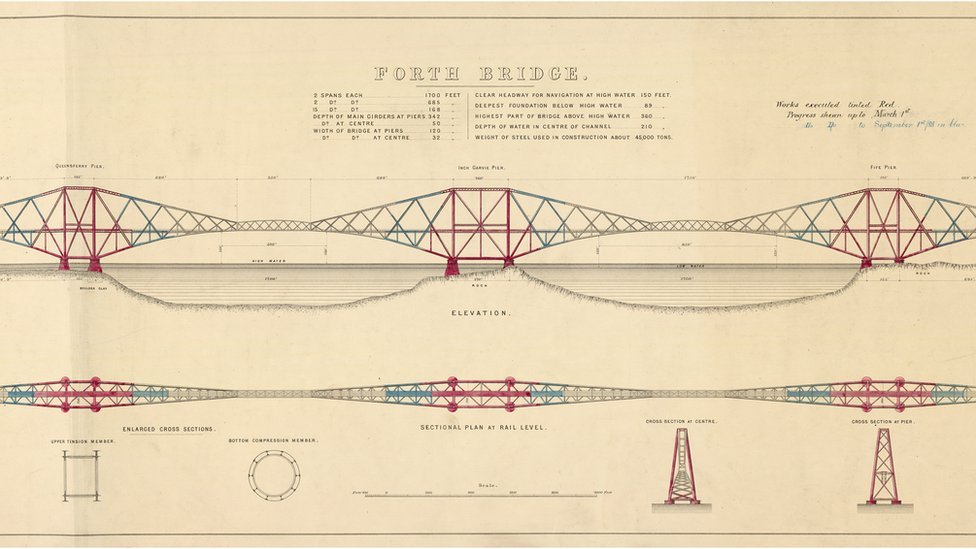 FORTH BRIDGE.
2 SPANS EACH 1700 FEET
2 Dº Dº 685 "
15 Dº Dº 168 "
DEPTH OF MAIN GIRDERS AT PIERS 342 "
Dº AT CENTRE 50 "
WIDTH OF BRIDGE AT PIERS 120 "
Dº Dº AT CENTRE 32 "
CLEAR HEADWAY FOR NAVIGATION AT HIGH WATER 150 FEET.
DEEPEST FOUNDATION BELOW HIGH WATER 89 "
HIGHEST PART OF BRIDGE ABOVE HIGH WATER 360 "
DEPTH OF WATER IN CENTRE OF CHANNEL 210 "
WEIGHT OF STEEL USED IN CONSTRUCTION ABOUT 45,000 TONS.
Works executed tinted Red.
Progress shewn up to March 1st
Do Do to September 1st/88 in blue
QUEENSFERRY PIER.
INCH GARVIE PIER.
FIFE PIER.
1700
HIGH WATER
LOW WATER
BOULDER CLAY
1700
ROCK
1700
ROCK
ELEVATION.
SECTIONAL PLAN AT RAIL LEVEL.
ENLARGED CROSS SECTIONS.
UPPER TENSION MEMBER.
BOTTOM COMPRESSION MEMBER.
CROSS SECTION AT CENTRE.
CROSS SECTION AT PIER.
Scale.